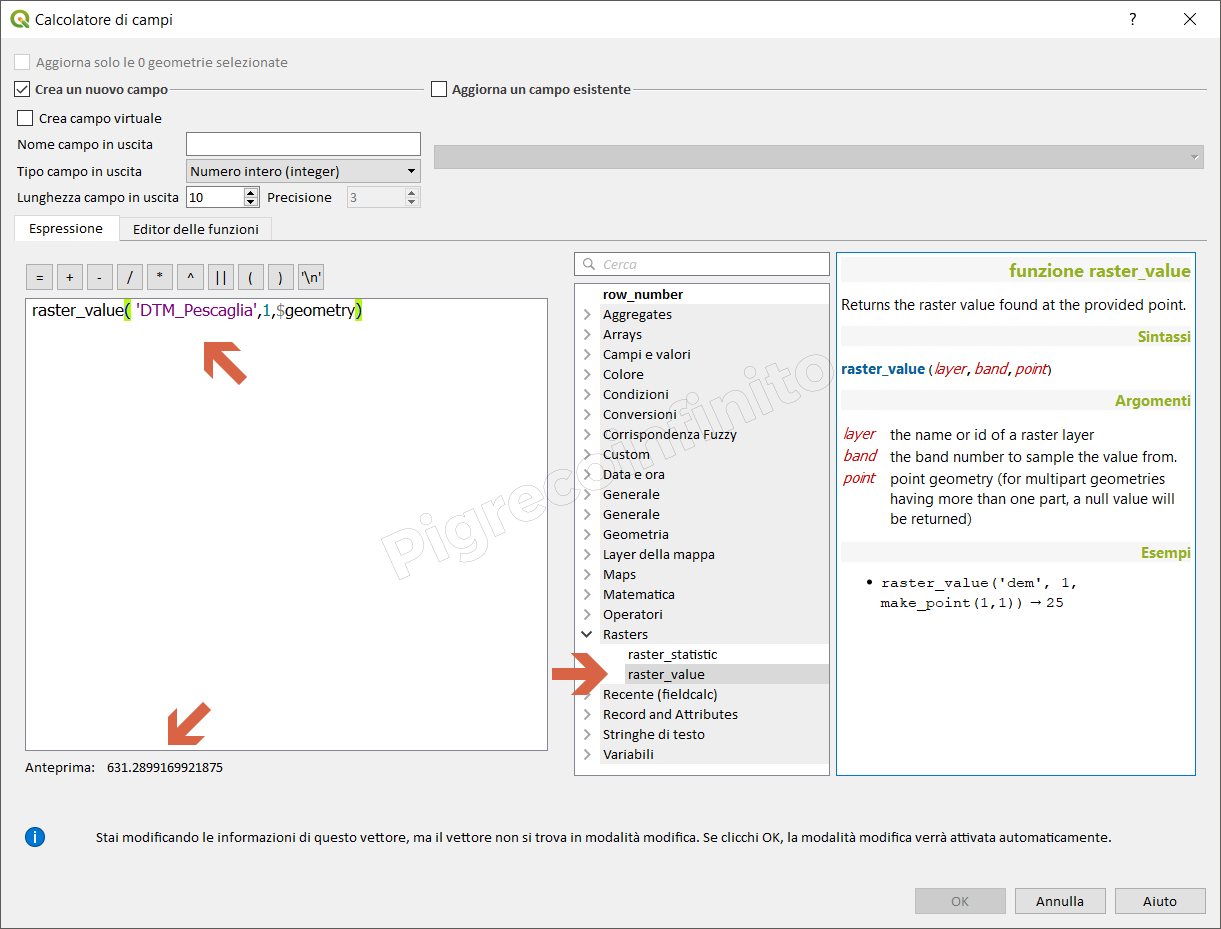 Calcolatore di campi
?
Aggiorna solo le 0 geometrie selezionate
Crea un nuovo campo
Aggiorna un campo esistente
Crea campo virtuale
Nome campo in uscita
Tipo campo in uscita
Numero intero (integer)
Lunghezza campo in uscita
10
Precisione
3
Espressione
Editor delle funzioni
= + - / * ^ || ( ) '\n'
raster_value( 'DTM_Pescaglia',1,$geometry)
Anteprima: 631.2899169921875
Cerca
row_number
Aggregates
Arrays
Campi e valori
Colore
Condizioni
Conversioni
Corrispondenza Fuzzy
Custom
Data e ora
Generale
Generale
Geometria
Layer della mappa
Maps
Matematica
Operatori
Rasters
raster_statistic
raster_value
Recente (fieldcalc)
Record and Attributes
Stringhe di testo
Variabili
funzione raster_value
Returns the raster value found at the provided point.
Sintassi
raster_value (layer, band, point)
Argomenti
layer the name or id of a raster layer
band the band number to sample the value from.
point point geometry (for multipart geometries
having more than one part, a null value will
be returned)
Esempi
• raster_value('dem', 1,
make_point(1,1)) → 25
Pigrecoinfinito
Stai modificando le informazioni di questo vettore, ma il vettore non si trova in modalità modifica. Se clicchi OK, la modalità modifica verrà attivata automaticamente.
OK
Annulla
Aiuto